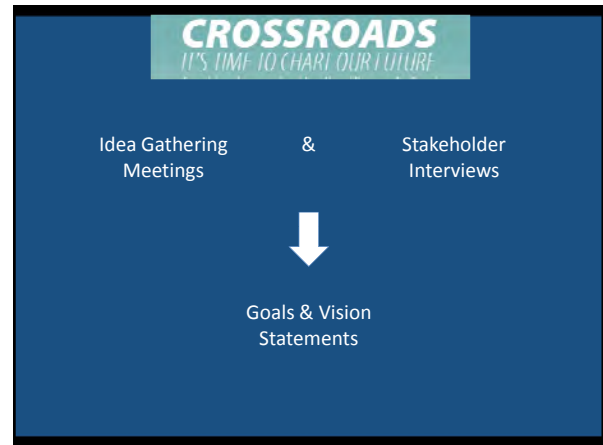 CROSSROADS
IT'S TIME TO CHART OUR FUTURE
Idea Gathering
Meetings
&
Stakeholder
Interviews
Goals & Vision
Statements